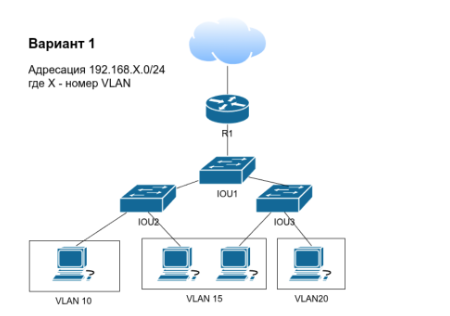 Вариант 1
Адресация 192.168.X.0/24
где X - номер VLAN
R1
IOU1
IOU2
IOU3
? ? ? ?
VLAN 10
VLAN 15
VLAN20